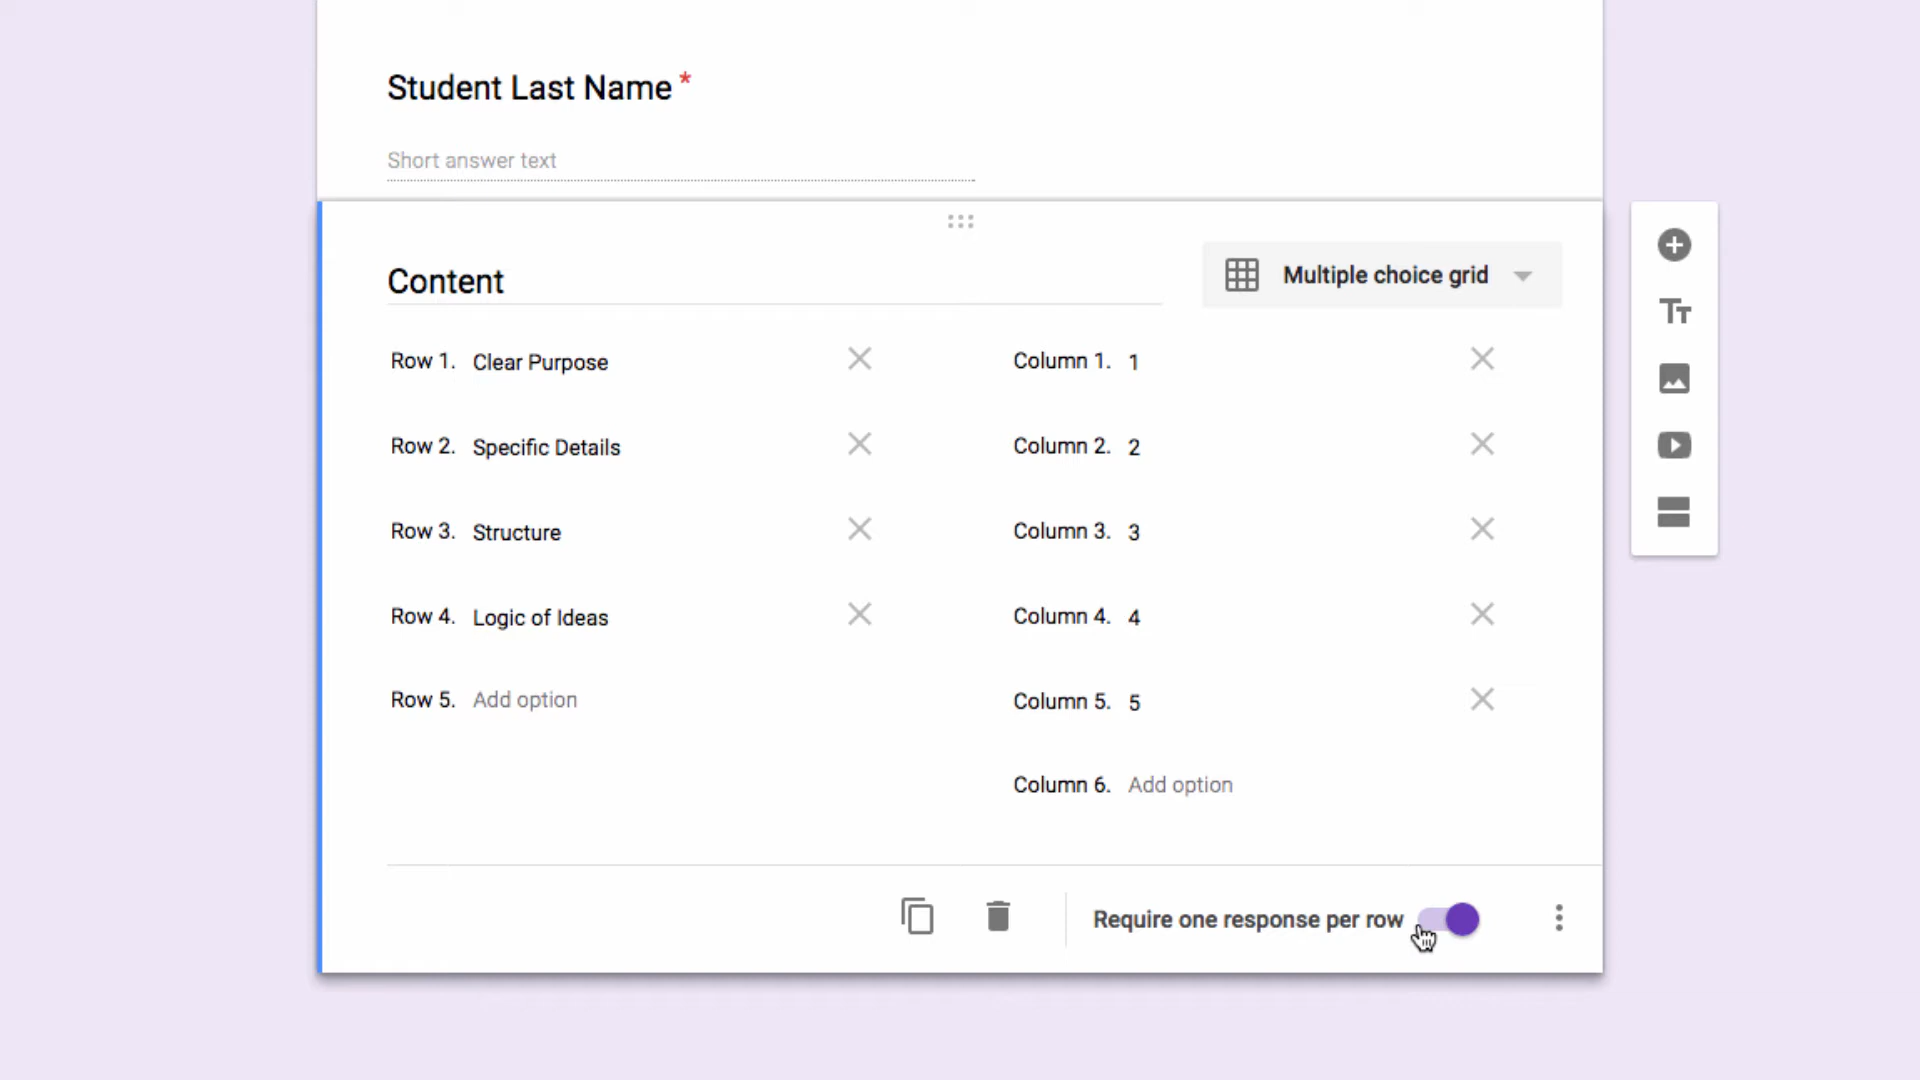 Student Last Name *
Short answer text
Content
Multiple choice grid
Row 1. Clear Purpose
Column 1. 1
Row 2. Specific Details
Column 2. 2
Row 3. Structure
Column 3. 3
Row 4. Logic of Ideas
Column 4. 4
Row 5. Add option
Column 5. 5
Column 6. Add option
Require one response per row